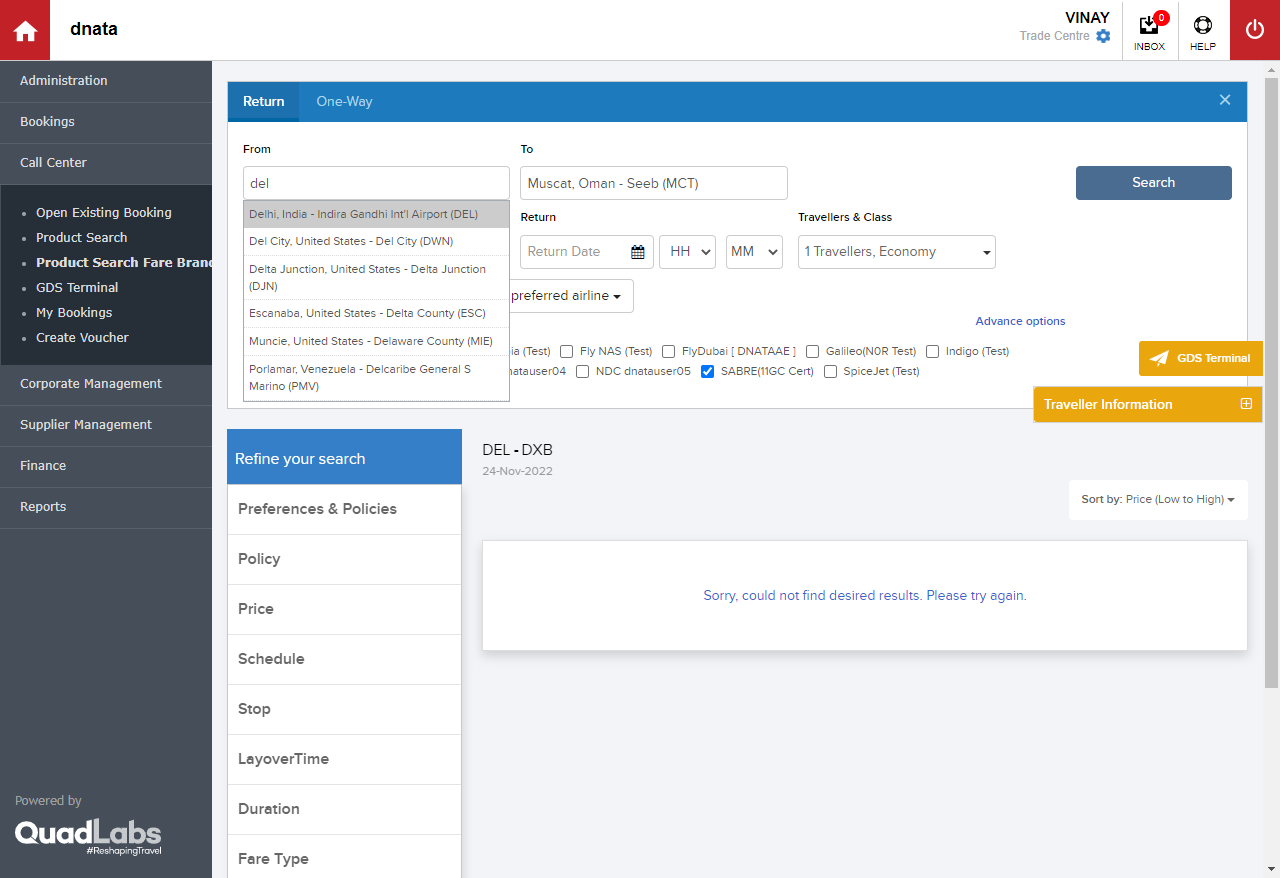 dnata
VINAY
Trade Centre
0
INBOX
HELP
Administration
Bookings
Call Center
Open Existing Booking
Product Search
Product Search Fare Brand
GDS Terminal
My Bookings
Create Voucher
Corporate Management
Supplier Management
Finance
Reports
Powered by
QuadLabs
#ReshapingTravel
Return
One-Way
From
To
del
Muscat, Oman - Seeb (MCT)
Search
Delhi, India - Indira Gandhi Int'l Airport (DEL)
Del City, United States - Del City (DWN)
Delta Junction, United States - Delta Junction
(DJN)
Escanaba, United States - Delta County (ESC)
Muncie, United States - Delaware County (MIE)
Porlamar, Venezuela - Delcaribe General S
Marino (PMV)
Return
Travellers & Class
Return Date
HH
MM
1 Travellers, Economy
preferred airline
Advance options
(Test) Fly NAS (Test) FlyDubai [ DNATAAE ] Galileo(N0R Test) Indigo (Test)
dnatauser04 NDC dnatauser05 SABRE(11GC Cert) SpiceJet (Test)
GDS Terminal
Traveller Information
Refine your search
Preferences & Policies
Policy
Price
Schedule
Stop
LayoverTime
Duration
Fare Type
DEL - DXB
24-Nov-2022
Sort by: Price (Low to High)
Sorry, could not find desired results. Please try again.